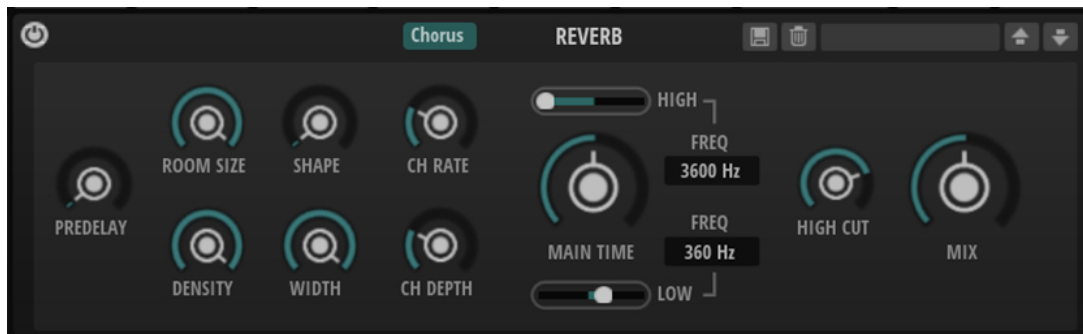 Chorus
REVERB
HIGH
FREQ
3600 Hz
ROOM SIZE
SHAPE
CH RATE
PREDELAY
MAIN TIME
FREQ
360 Hz
HIGH CUT
MIX
DENSITY
WIDTH
CH DEPTH
LOW